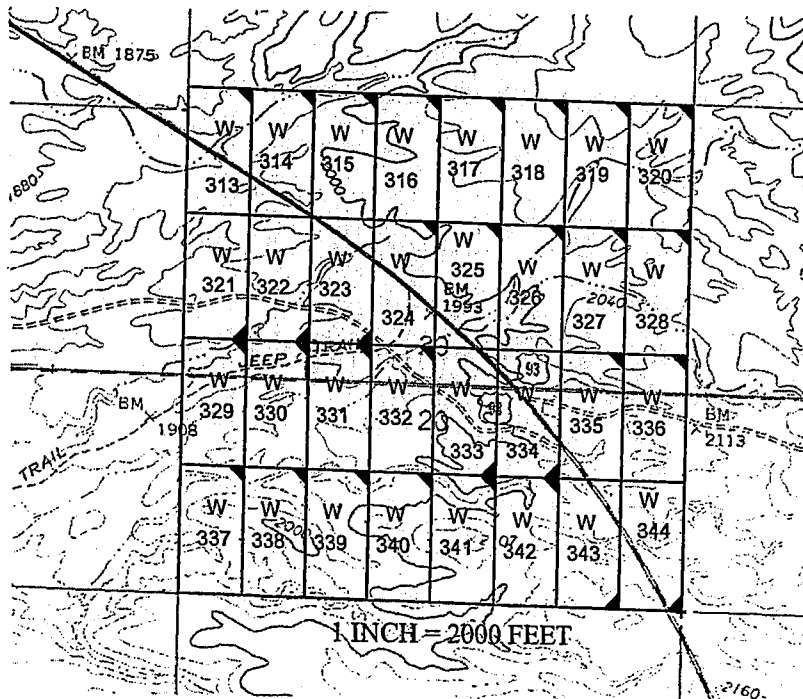 BM 1875
W W W W W W W W
313 314 315 316 317 318 319 320
1880
W W W W W W W W
321 322 323 324 325 326 327 328
BM
1993
2040
JEEP TRAIL
93
W W W W W W W W
329 330 331 332 333 334 335 336
BM
1908
93
BM
2113
TRAIL
W W W W W W W W
337 338 339 340 341 342 343 344
1 INCH = 2000 FEET
2160